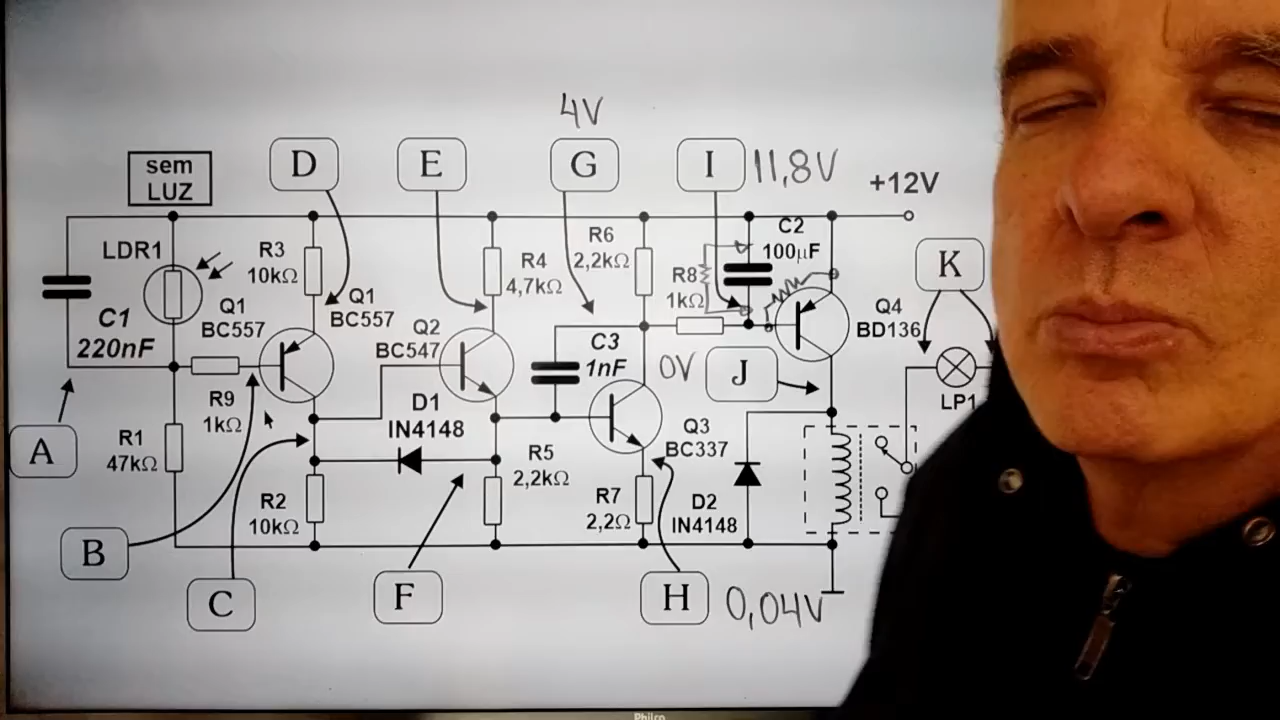 4V
sem
LUZ
D
E
G
I
11,8V
+12V
LDR1
R3
10kΩ
R4
4,7kΩ
R6
2,2kΩ
C2
100µF
K
R8
1kΩ
C1
220nF
Q1
BC557
Q1
BC557
Q2
BC547
C3
1nF
0V
J
Q4
BD136
LP1
A
R9
1kΩ
R1
47kΩ
D1
IN4148
R5
2,2kΩ
Q3
BC337
R2
10kΩ
R7
2,2Ω
D2
IN4148
B
C
F
H
0,04V
Philco